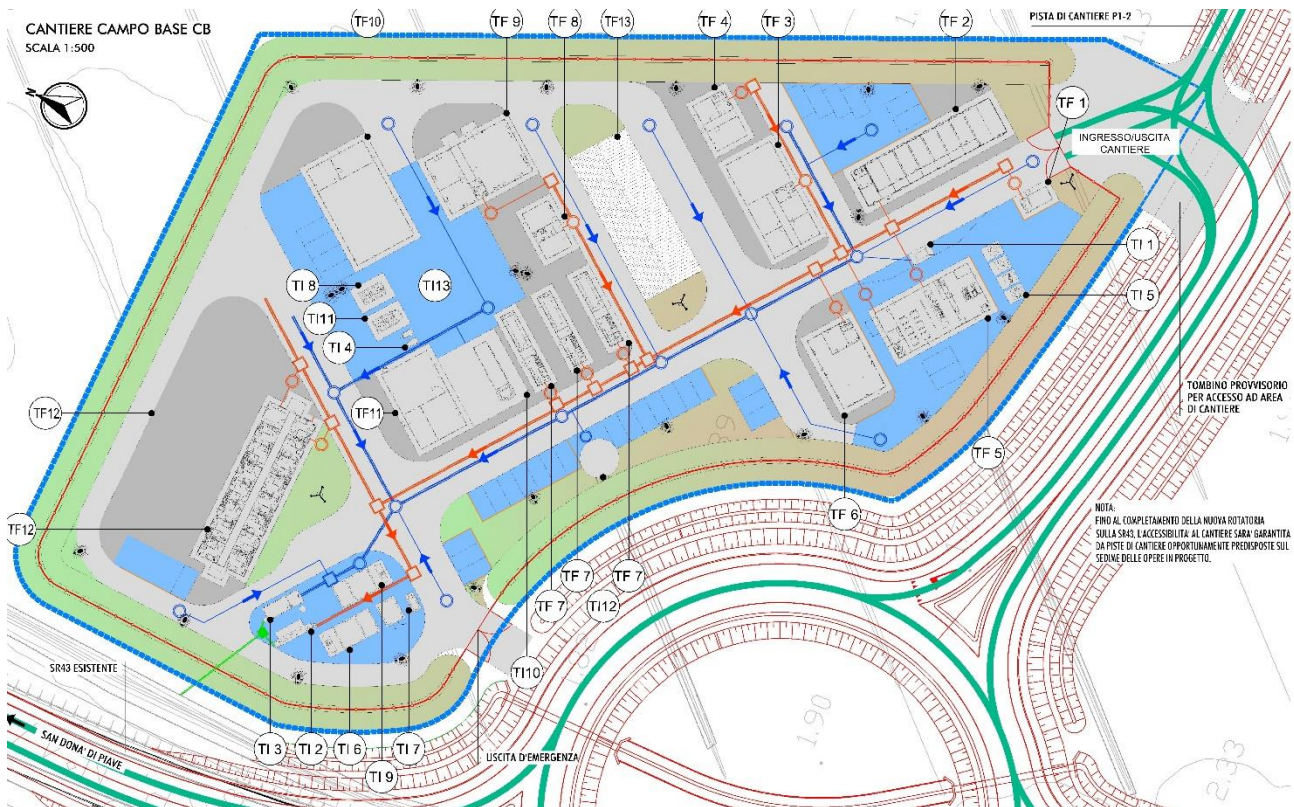 CANTIERE CAMPO BASE CB
SCALA 1:500
N
TF10
TF 9
TF 8
TF13
TF 4
TF 3
TF 2
PISTA DI CANTIERE P1-2
TF 1
INGRESSO/USCITA
CANTIERE
TI 1
TI 8
TI13
TI 5
TI11
TI 4
TOMBINO PROVVISORIO
PER ACCESSO AD AREA
DI CANTIERE
TF12
TF11
TF 5
TF 6
NOTA:
FINO AL COMPLETAMENTO DELLA NUOVA ROTATORIA
SULLA SR43, L'ACCESSIBILITA' AL CANTIERE SARA' GARANTITA
DA PISTE DI CANTIERE OPPORTUNAMENTE PREDISPOSTE SUL
SEDIME DELLE OPERE IN PROGETTO.
TF12
TF 7
TF 7
TF 7
TI12
TI10
SR43 ESISTENTE
SAN DONA' DI PIAVE
TI 3
TI 2
TI 6
TI 7
TI 9
USCITA D'EMERGENZA
1.90
2.33